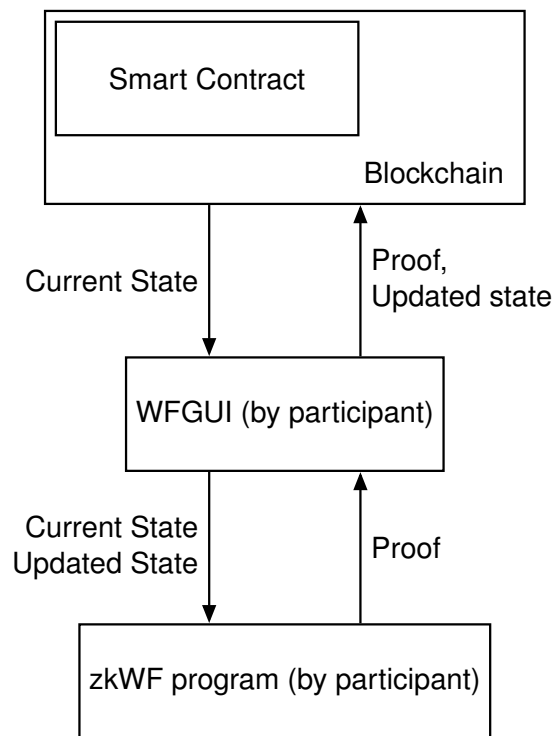 Smart Contract
Blockchain
Current State
Proof,
Updated state
WFGUI (by participant)
Current State
Updated State
Proof
zkWF program (by participant)